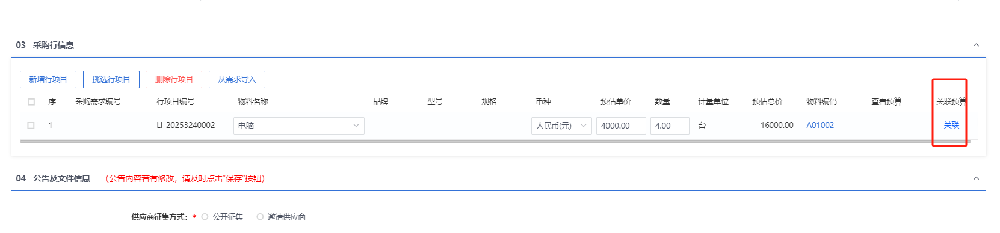 03 采购行信息
新增行项目 挑选行项目 删除行项目 从需求导入
序 采购需求编号 行项目编号 物料名称 品牌 型号 规格 币种 预估单价 数量 计量单位 预估总价 物料编码 查看预算 关联预算
1 -- LI-20253240002 电脑 -- -- -- 人民币(元) 4000.00 4.00 台 16000.00 A01002 -- 关联
04 公告及文件信息 （公告内容若有修改，请及时点击“保存”按钮）
供应商征集方式: * 公开征集 邀请供应商